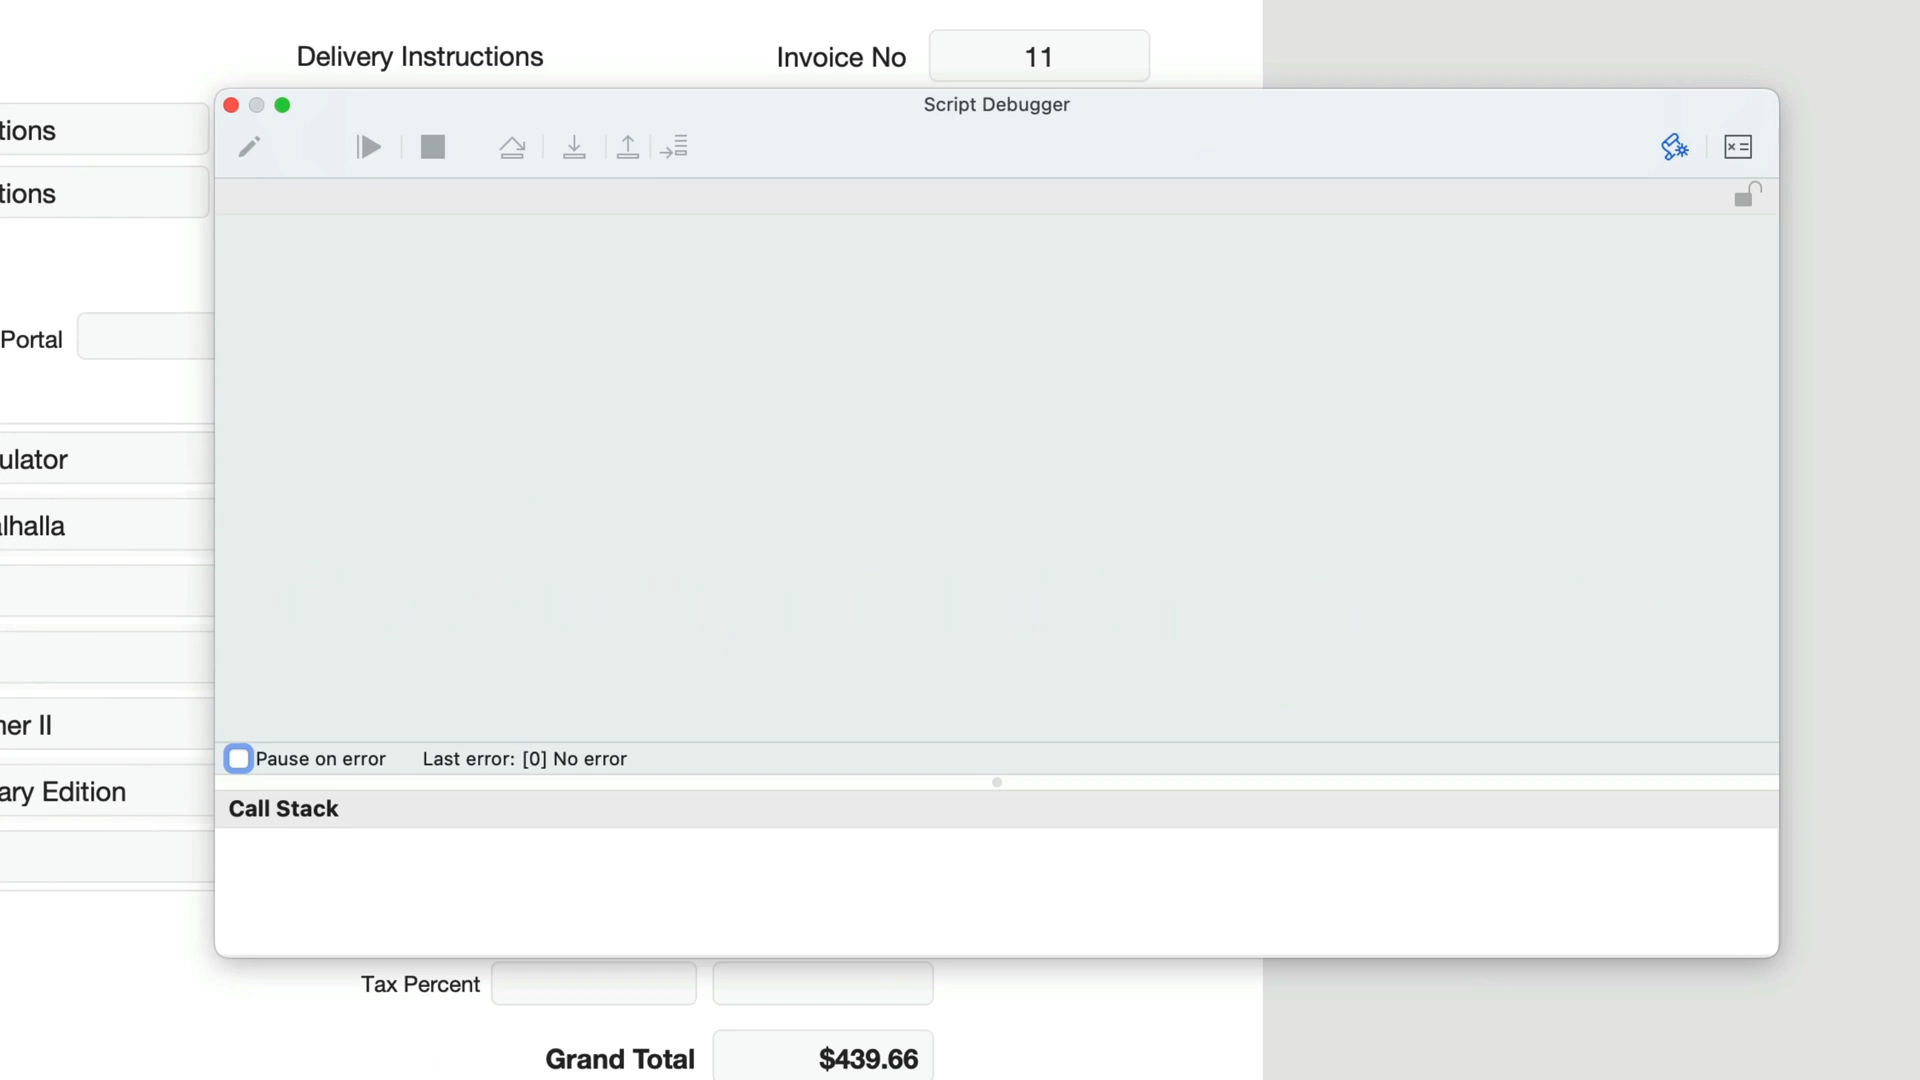 Delivery Instructions
Invoice No
11
Script Debugger
tions
tions
Portal
ulator
alhalla
ner II
ary Edition
Pause on error
Last error: [0] No error
Call Stack
Tax Percent
Grand Total
$439.66